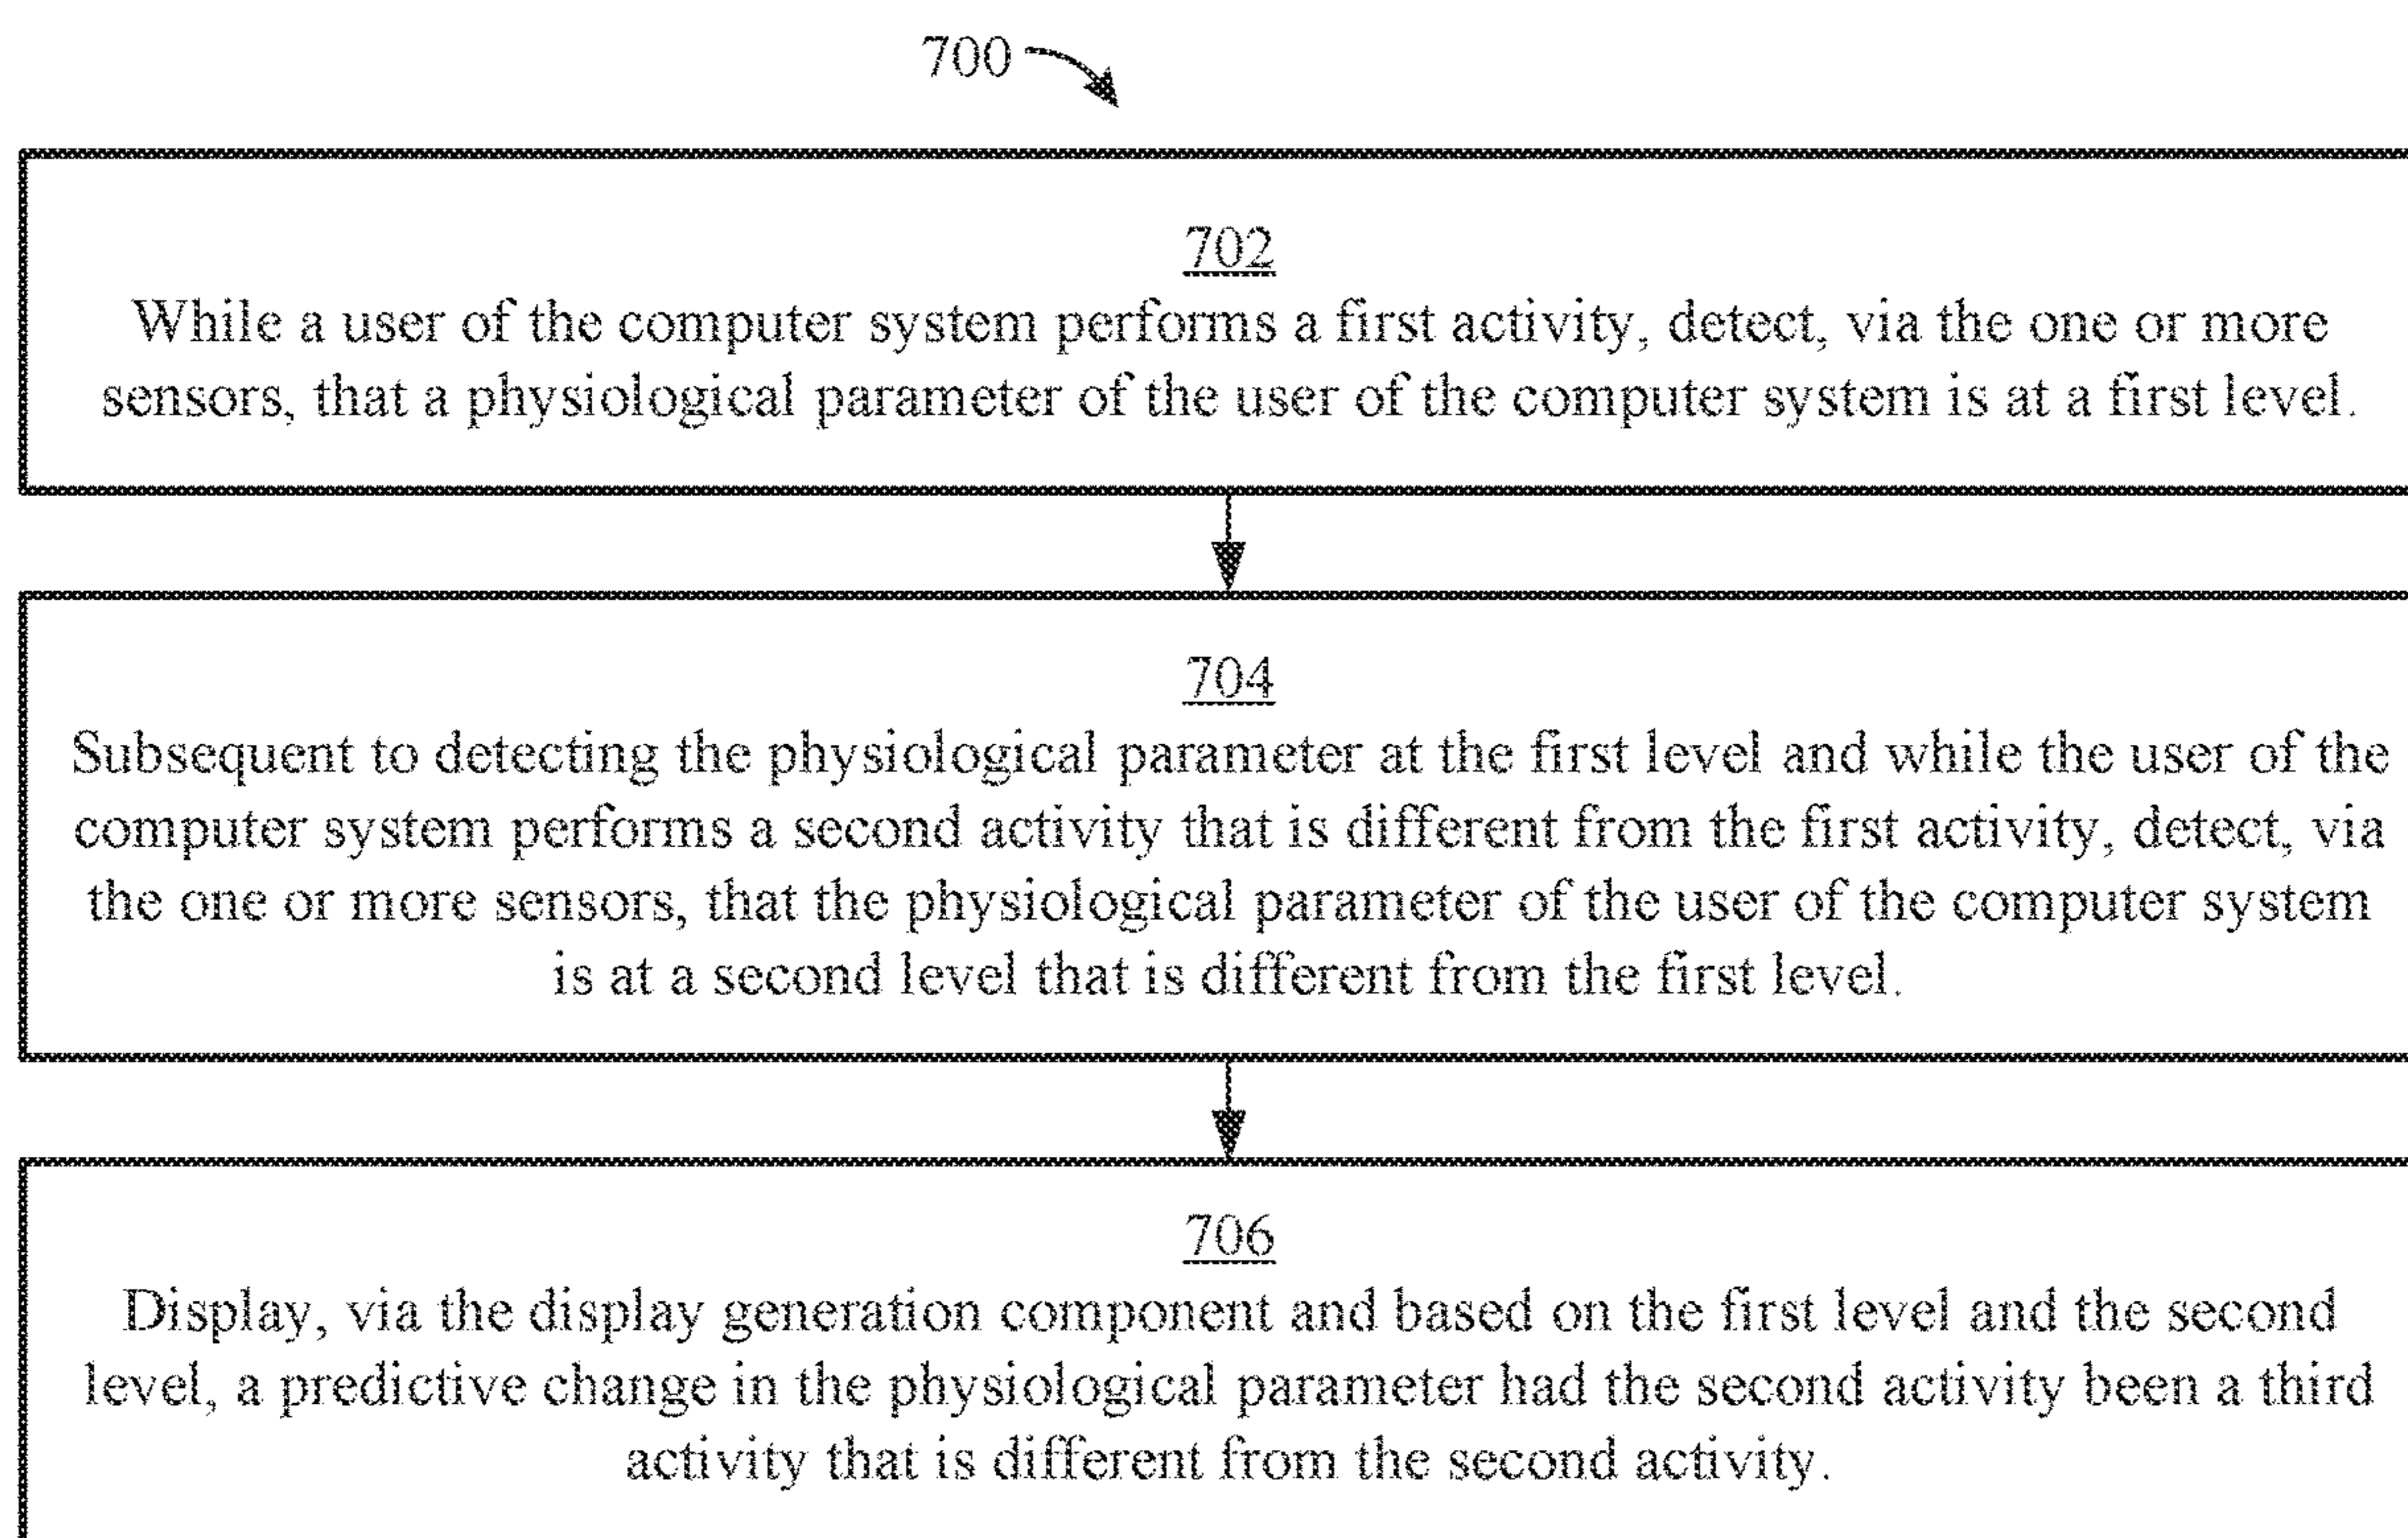 700
702
While a user of the computer system performs a first activity, detect, via the one or more
sensors, that a physiological parameter of the user of the computer system is at a first level.
704
Subsequent to detecting the physiological parameter at the first level and while the user of the
computer system performs a second activity that is different from the first activity, detect, via
the one or more sensors, that the physiological parameter of the user of the computer system
is at a second level that is different from the first level.
706
Display, via the display generation component and based on the first level and the second
level, a predictive change in the physiological parameter had the second activity been a third
activity that is different from the second activity.